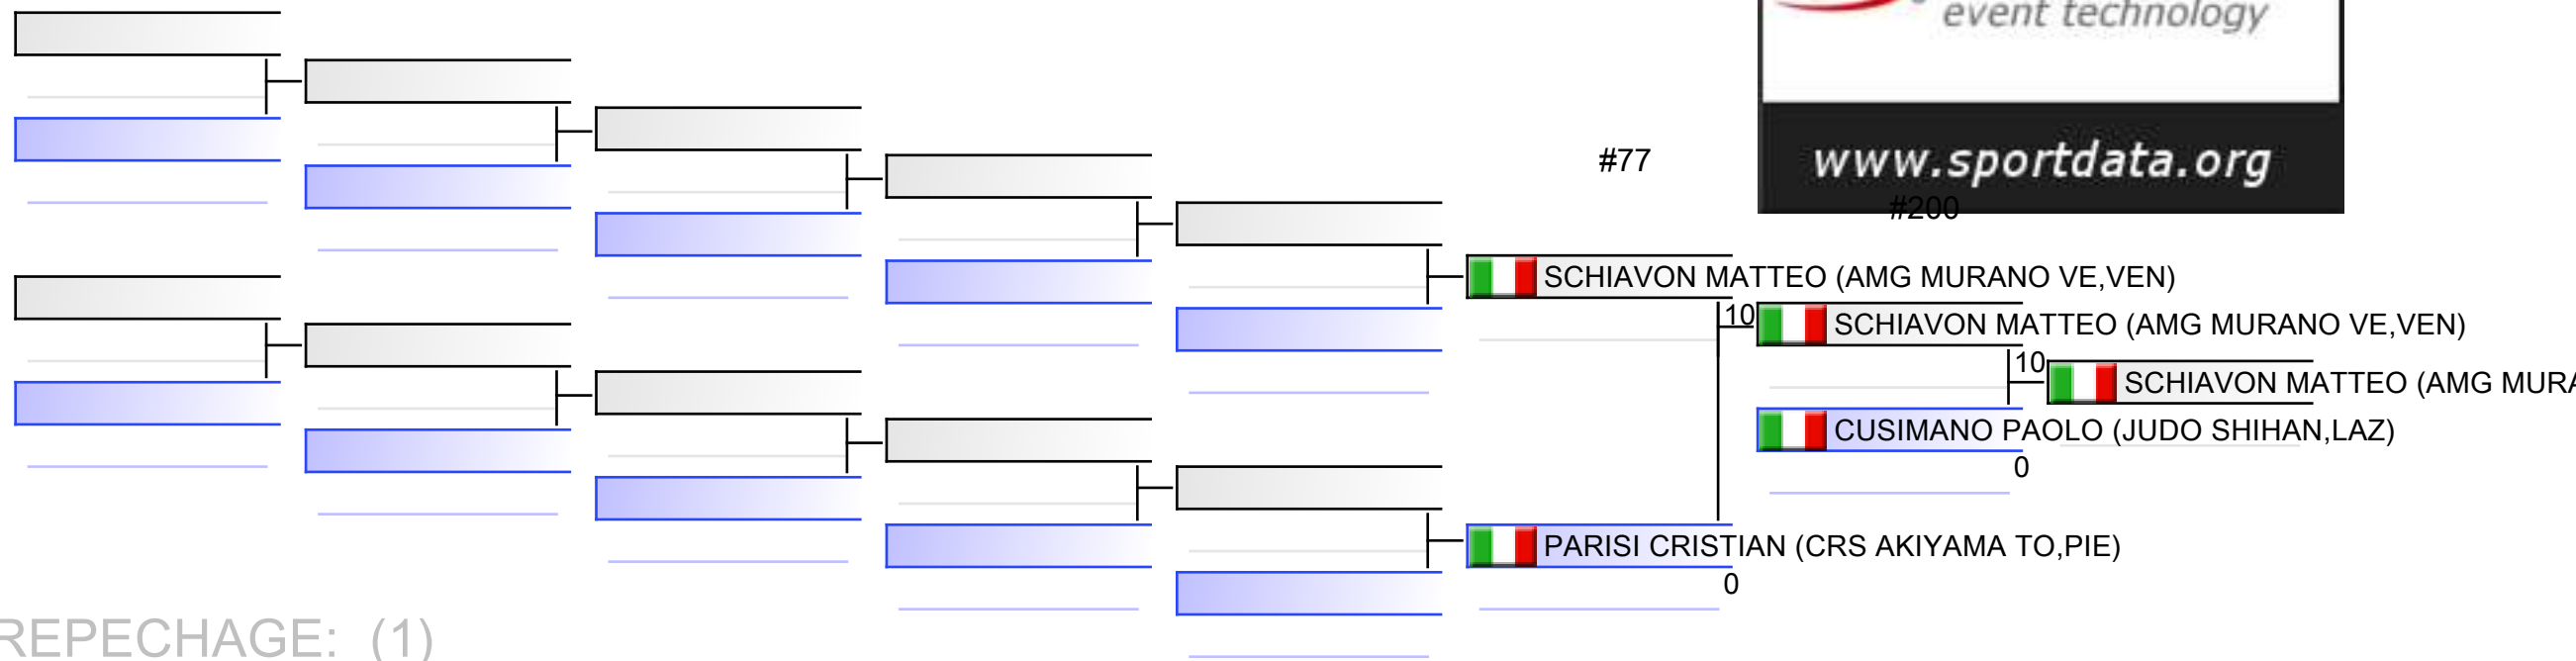 event technology
#77
www.sportdata.org
#200
SCHIAVON MATTEO (AMG MURANO VE,VEN)
10
SCHIAVON MATTEO (AMG MURANO VE,VEN)
10
SCHIAVON MATTEO (AMG MURA
CUSIMANO PAOLO (JUDO SHIHAN,LAZ)
0
PARISI CRISTIAN (CRS AKIYAMA TO,PIE)
0
REPECHAGE: (1)